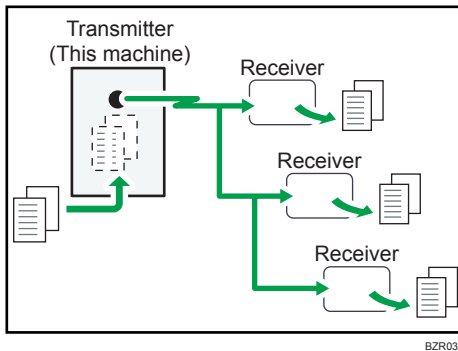 Transmitter
(This machine)
Receiver
Receiver
Receiver
BZR03